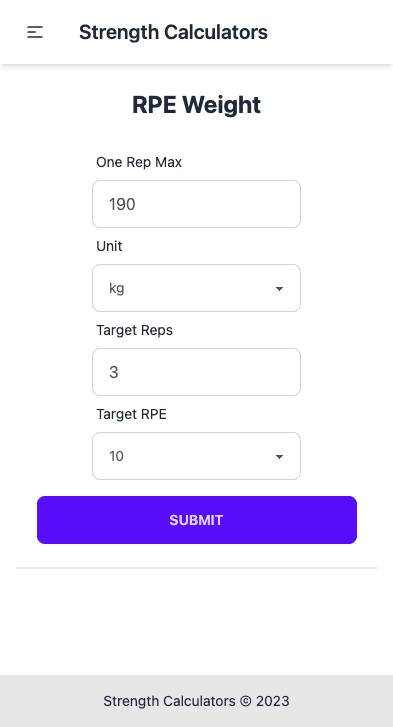 Strength Calculators
RPE Weight
One Rep Max
190
Unit
kg
Target Reps
3
Target RPE
10
SUBMIT
Strength Calculators © 2023